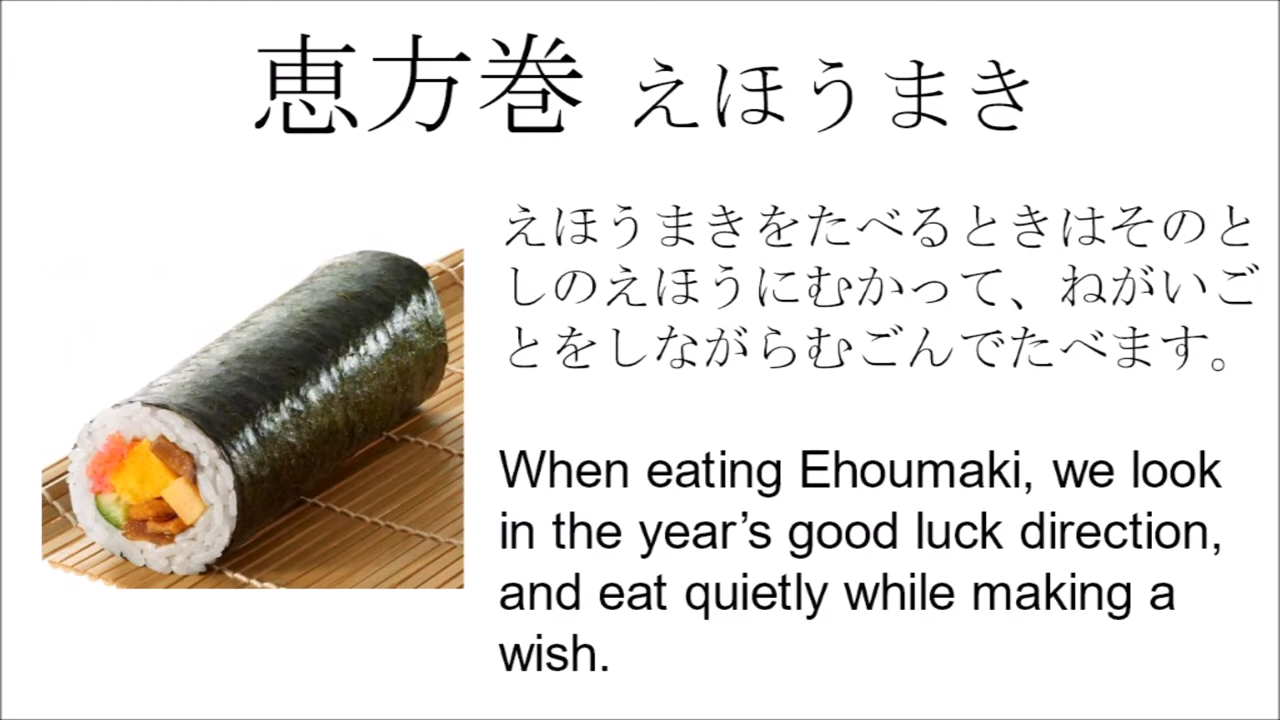 恵方巻 えほうまき
えほうまきをたべるときはそのと
しのえほうにむかって、ねがいご
とをしながらむごんでたべます。
When eating Ehoumaki, we look
in the year’s good luck direction,
and eat quietly while making a
wish.